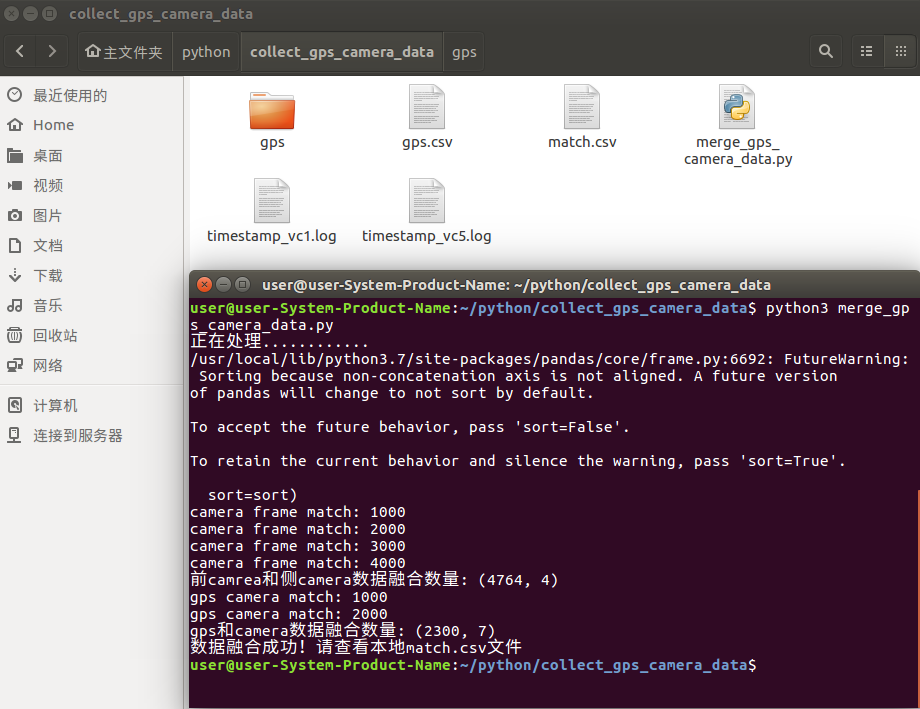 collect_gps_camera_data
主文件夹 python collect_gps_camera_data gps
最近使用的
Home
桌面
视频
图片
文档
下载
音乐
回收站
网络
计算机
连接到服务器
gps
gps.csv
match.csv
merge_gps_
camera_data.py
timestamp_vc1.log
timestamp_vc5.log
user@user-System-Product-Name: ~/python/collect_gps_camera_data
user@user-System-Product-Name:~/python/collect_gps_camera_data$ python3 merge_gp
s_camera_data.py
正在处理............
/usr/local/lib/python3.7/site-packages/pandas/core/frame.py:6692: FutureWarning:
 Sorting because non-concatenation axis is not aligned. A future version
of pandas will change to not sort by default.
To accept the future behavior, pass 'sort=False'.
To retain the current behavior and silence the warning, pass 'sort=True'.
  sort=sort)
camera frame match: 1000
camera frame match: 2000
camera frame match: 3000
camera frame match: 4000
前camrea和侧camera数据融合数量: (4764, 4)
gps camera match: 1000
gps camera match: 2000
gps和camera数据融合数量: (2300, 7)
数据融合成功! 请查看本地match.csv文件
user@user-System-Product-Name:~/python/collect_gps_camera_data$